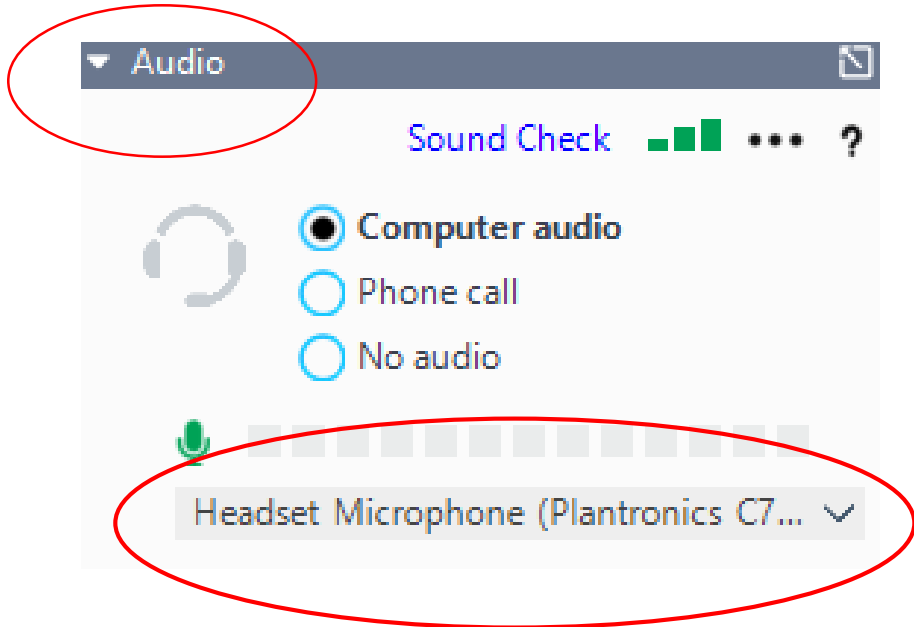 Audio
Sound Check ?
Computer audio
Phone call
No audio
Headset Microphone (Plantronics C7...